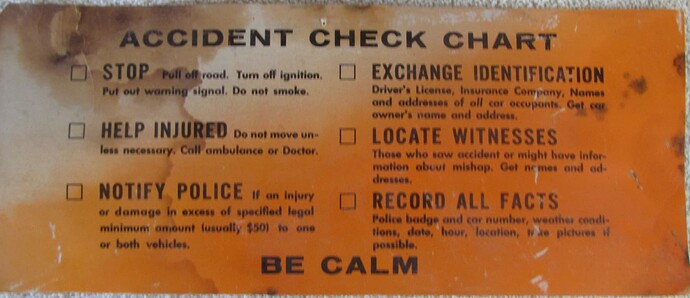 ACCIDENT CHECK CHART
STOP Pull off road. Turn off ignition.
Put out warning signal. Do not smoke.
HELP INJURED Do not move un-
less necessary. Call ambulance or Doctor.
NOTIFY POLICE If an injury
or damage in excess of specified legal
minimum amount (usually $50) to one
or both vehicles.
EXCHANGE IDENTIFICATION
Driver's License, Insurance Company, Names
and addresses of all car occupants. Get car
owner's name and address.
LOCATE WITNESSES
Those who saw accident or might have infor-
mation about mishap. Get names and ad-
dresses.
RECORD ALL FACTS
Police badge and car number, weather condi-
tions, date, hour, location, take pictures if
possible.
BE CALM